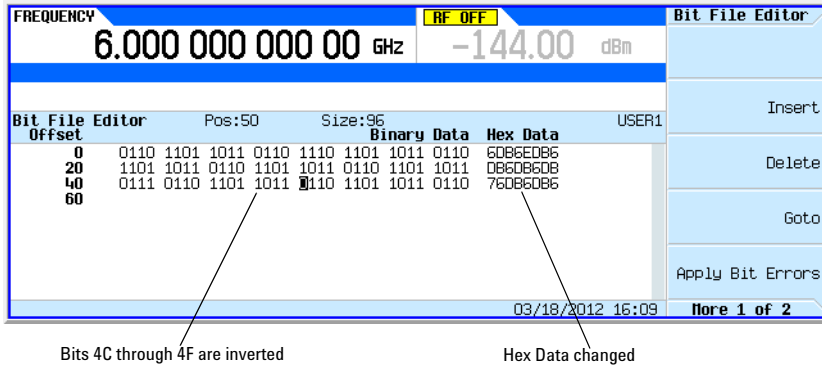 FREQUENCY RF OFF Bit File Editor
6.000 000 000 00 GHz -144.00 dBm
Insert
Bit File Editor Pos:50 Size:96 USER1
Offset Binary Data Hex Data
0 0110 1101 1011 0110 1110 1101 1011 0110 6DB6EDB6
20 1101 1011 0110 1101 1011 0110 1101 1011 DB6DB6DB
Delete
40 0111 0110 1101 1011 0110 1101 1011 0110 76DB6DB6
60
Goto
Apply Bit Errors
03/18/2012 16:09 More 1 of 2
Bits 4C through 4F are inverted Hex Data changed